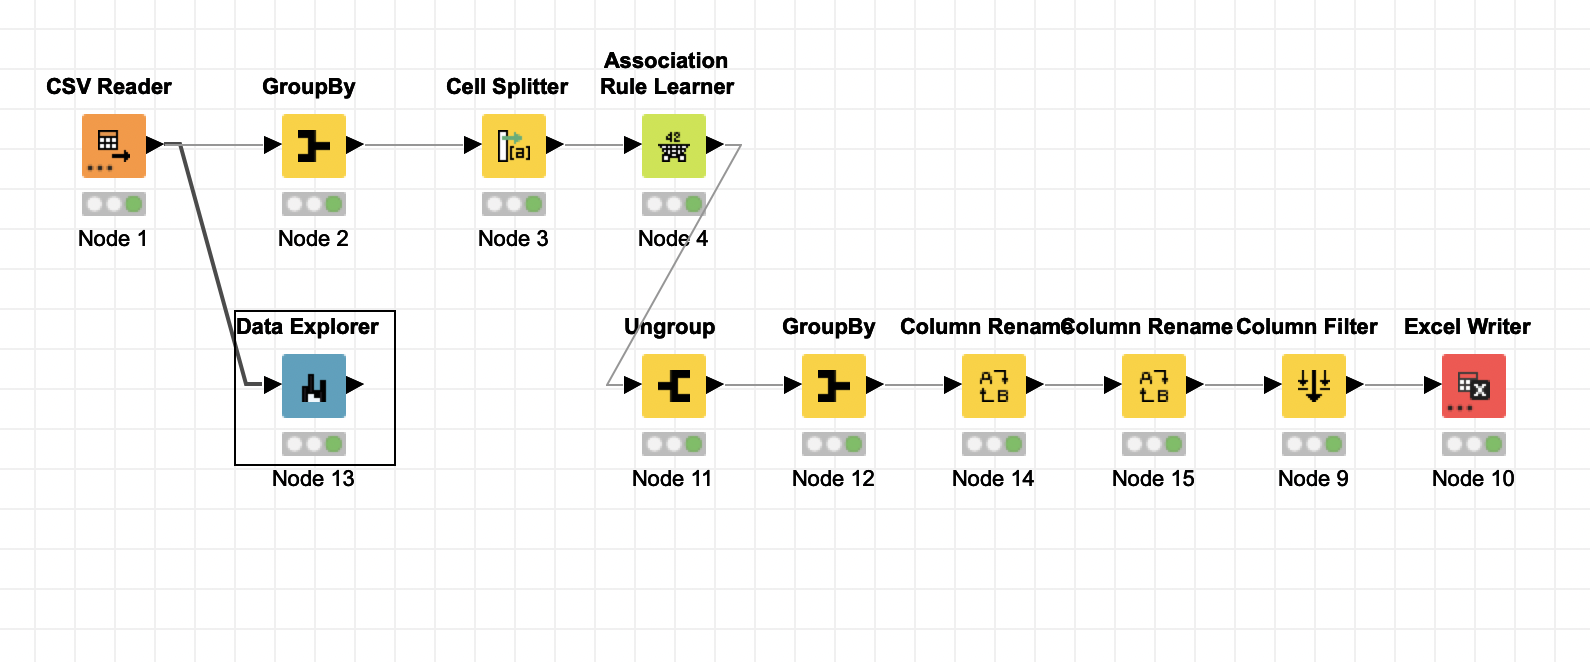 Association
CSV Reader
GroupBy
Cell Splitter
Rule Learner
[a]
42
Node 1
Node 2
Node 3
Node 4
Data Explorer
Ungroup
GroupBy
Column Rename
Column Rename
Column Filter
Excel Writer
A
B
A
B
X
Node 13
Node 11
Node 12
Node 14
Node 15
Node 9
Node 10